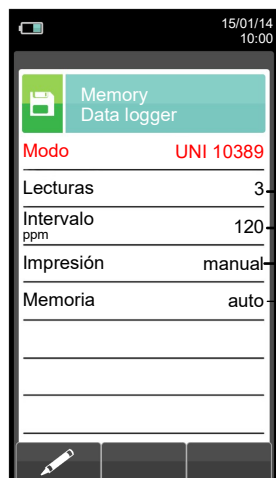 15/01/14
10:00
Memory
Data logger
Modo UNI 10389
Lecturas 3
Intervalo 120
ppm
Impresión manual
Memoria auto